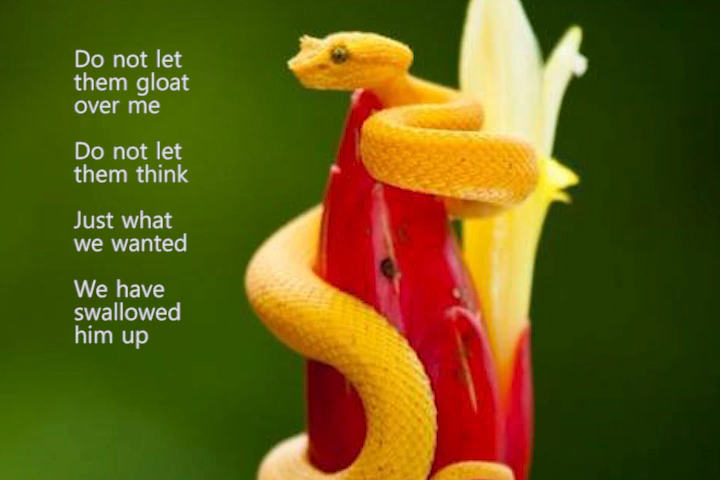 Do not let
them gloat
over me
Do not let
them think
Just what
we wanted
We have
swallowed
him up